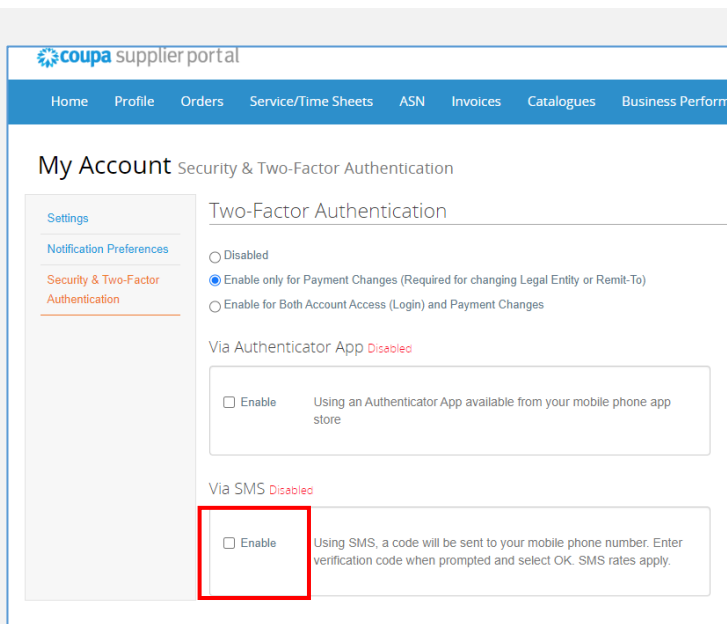 coupa supplier portal
Home Profile Orders Service/Time Sheets ASN Invoices Catalogues Business Perform
My Account Security & Two-Factor Authentication
Settings
Notification Preferences
Security & Two-Factor
Authentication
Two-Factor Authentication
Disabled
Enable only for Payment Changes (Required for changing Legal Entity or Remit-To)
Enable for Both Account Access (Login) and Payment Changes
Via Authenticator App Disabled
Enable Using an Authenticator App available from your mobile phone app
store
Via SMS Disabled
Enable Using SMS, a code will be sent to your mobile phone number. Enter
verification code when prompted and select OK. SMS rates apply.